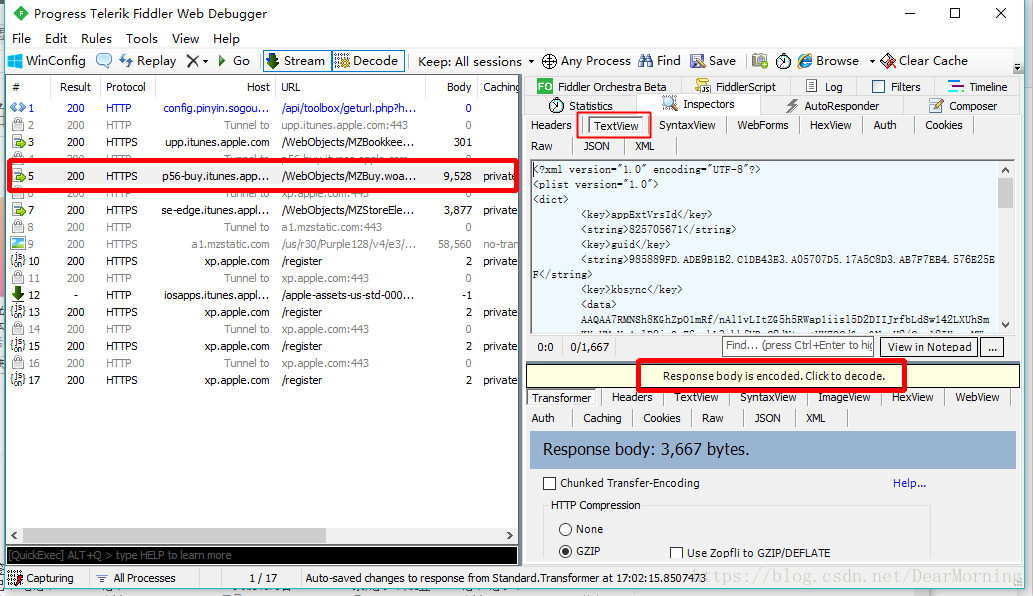 Progress Telerik Fiddler Web Debugger
File Edit Rules Tools View Help
WinConfig Replay Go Stream Decode Keep: All sessions Any Process Find Save Browse Clear Cache
# Result Protocol Host URL Body Caching
1 200 HTTP config.pinyin.sogou... /api/toolbox/geturl.php?h... 0
2 200 HTTP Tunnel to upp.itunes.apple.com:443 0
3 200 HTTPS upp.itunes.apple.com /WebObjects/MZBookkee... 301
4 200 HTTP Tunnel to p56-buy.itunes.apple.com 0
5 200 HTTPS p56-buy.itunes.app... /WebObjects/MZBuy.woa... 9,528 private
6 200 HTTP Tunnel to 0
7 200 HTTPS se-edge.itunes.appl... /WebObjects/MZStoreEle... 3,877 private
8 200 HTTP Tunnel to a1.mzstatic.com:443 0
9 200 HTTPS a1.mzstatic.com /us/r30/Purple128/v4/e3/... 58,560 no-tran
10 200 HTTPS xp.apple.com /register 2 private
11 200 HTTP Tunnel to xp.apple.com:443 0
12 - HTTP iosapps.itunes.appl... /apple-assets-us-std-000... -1
13 200 HTTPS xp.apple.com /register 2 private
14 200 HTTP Tunnel to xp.apple.com:443 0
15 200 HTTPS xp.apple.com /register 2 private
16 200 HTTP Tunnel to xp.apple.com:443 0
17 200 HTTPS xp.apple.com /register 2 private
[QuickExec] ALT+Q > type HELP to learn more
FO Fiddler Orchestra Beta FiddlerScript Log Filters Timeline
Statistics Inspectors AutoResponder Composer
Headers TextView SyntaxView WebForms HexView Auth Cookies
Raw JSON XML
<?xml version="1.0" encoding="UTF-8"?>
<plist version="1.0">
<dict>
<key>appExtVrsId</key>
<string>825705671</string>
<key>guid</key>
<string>985889FD.ADE9B1B2.C1DB43E3.A05707D5.17A5C8D3.AB7F7EB4.576E25E
F</string>
<key>kbsync</key>
<data>
0:0 0/1,667 Find... (press Ctrl+Enter to hig View in Notepad ...
Response body is encoded. Click to decode.
Transformer Headers TextView SyntaxView ImageView HexView WebView
Auth Caching Cookies Raw JSON XML
Response body: 3,667 bytes.
Chunked Transfer-Encoding Help...
HTTP Compression
None
GZIP Use Zopfli to GZIP/DEFLATE
Capturing All Processes 1 / 17 Auto-saved changes to response from Standard.Transformer at 17:02:15.8507473
https://blog.csdn.net/DearMorning